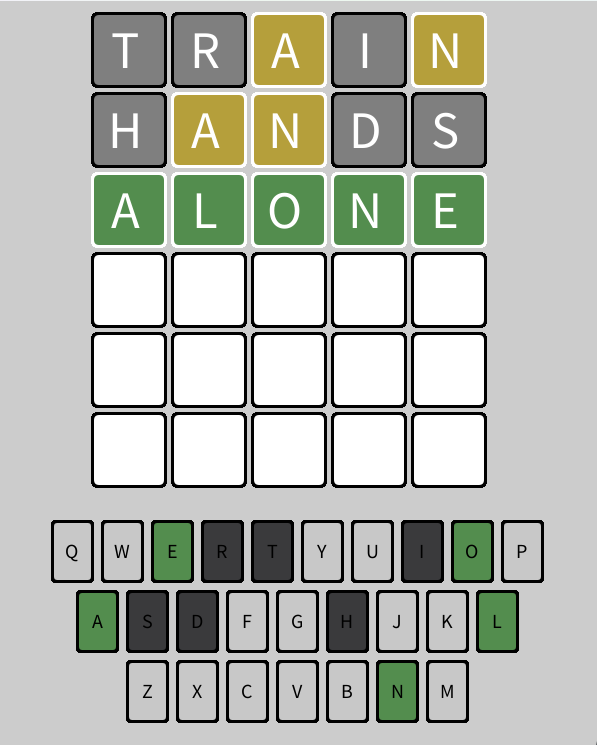 T R A I N
H A N D S
A L O N E
Q W E R T Y U I O P
A S D F G H J K L
Z X C V B N M